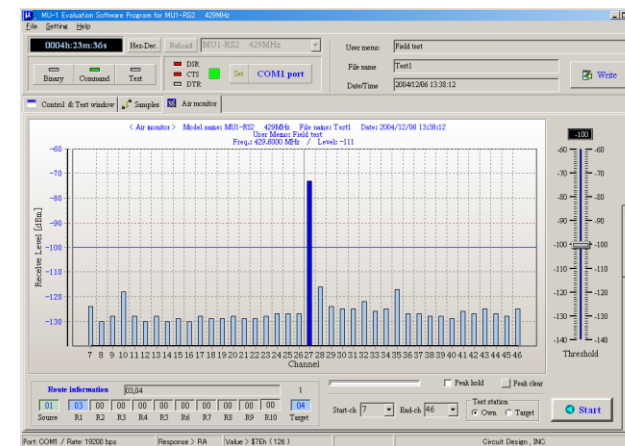 MU-1 Evaluation Software Program for MU1-RS2 429MHz
File Setting Help
0004h:23m:36s Hex-Dec. Reload MU1-RS2 429MHz
User memo Field test
File name Test1
Date/Time 2004/12/06 13:38:12
Write
Binary Command Test
DSR
CTS
DTR
Set COM1 port
Control & Test window Samples Air monitor
< Air monitor > Model name: MU1-RS2 429MHz File name: Test1 Date: 2004/12/06 13:38:12
User Memo: Field test
Freq.: 429.6000 MHz / Level: -111
Receive Level [dBm]
-60
-70
-80
-90
-100
-110
-120
-130
7 8 9 10 11 12 13 14 15 16 17 18 19 20 21 22 23 24 25 26 27 28 29 30 31 32 33 34 35 36 37 38 39 40 41 42 43 44 45 46
Channel
-100
-60 -60
-70 -70
-80 -80
-90 -90
-100 -100
-110 -110
-120 -120
-130 -130
-140 -140
Threshold
Route information 03,04 1
01 03 00 00 00 00 00 00 00 00 00 04
Source R1 R2 R3 R4 R5 R6 R7 R8 R9 R10 Target
Peak hold Peak clear
Start-ch 7 End-ch 46
Test station
Own Target
Start
Port: COM1 / Rate: 19200 bps Response > RA Value > $7Eh ( 126 ) Circuit Design, INC.